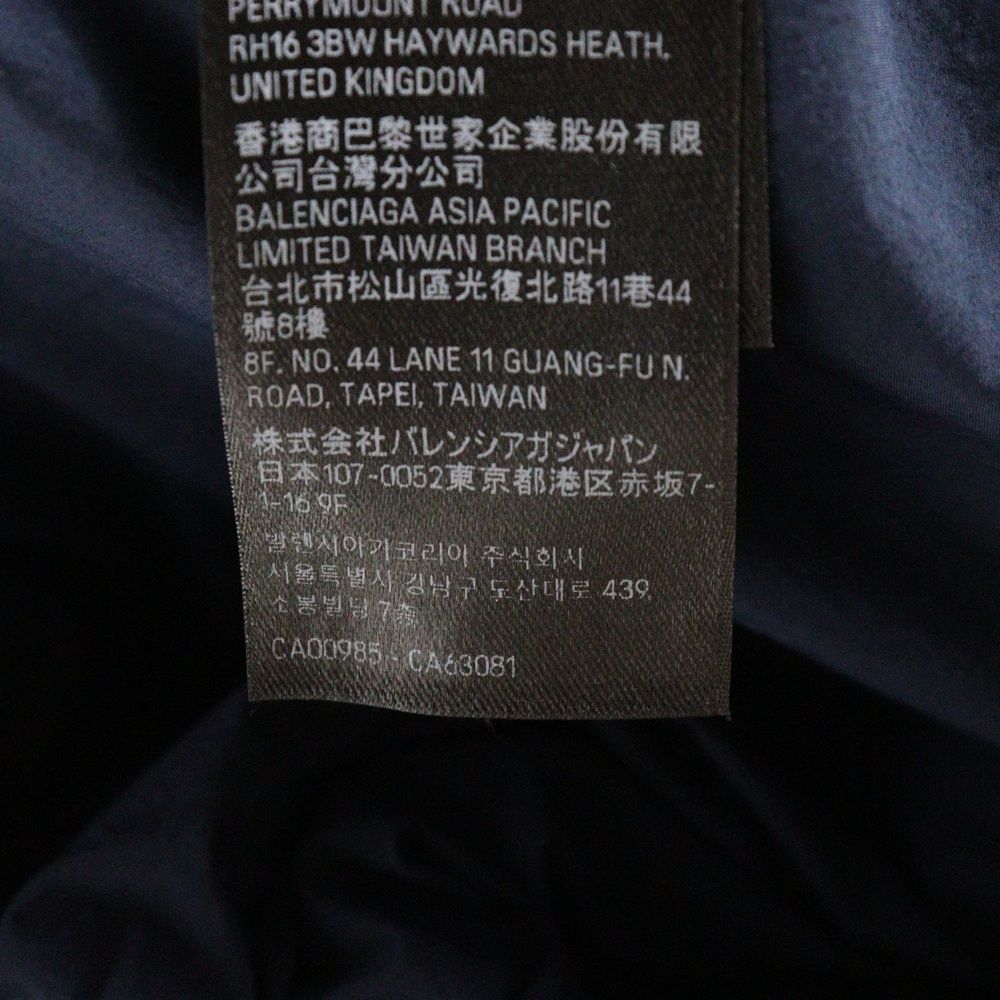 PERRYMOUNT ROAD
RH16 3BW HAYWARDS HEATH,
UNITED KINGDOM
香港商巴黎世家企業股份有限
公司台灣分公司
BALENCIAGA ASIA PACIFIC
LIMITED TAIWAN BRANCH
台北市松山區光復北路11巷44
號8樓
8F, NO. 44 LANE 11 GUANG-FU N.
ROAD, TAPEI, TAIWAN
株式会社バレンシアガジャパン
日本107-0052東京都港区赤坂7-
1-16 9F
발렌시아가코리아 주식회사
서울특별시 강남구 도산대로 439,
소봉빌딩 7층
CA00985 - CA63081